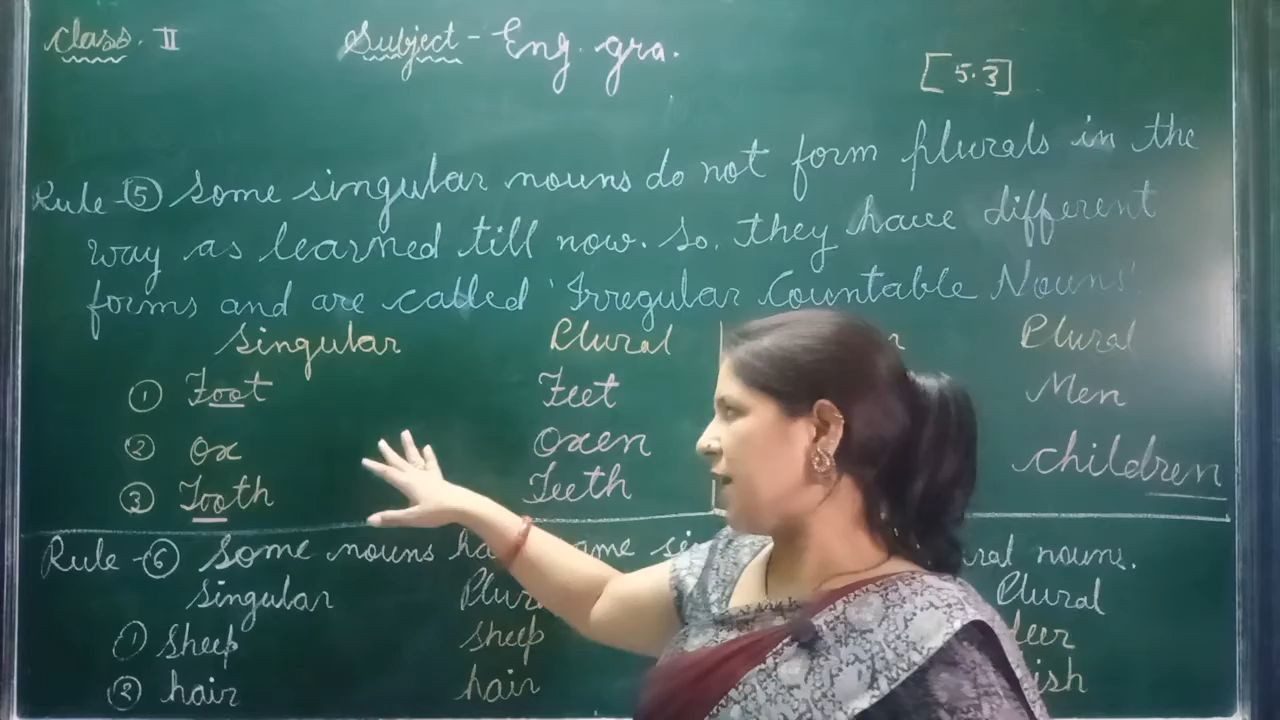 Class. II
Subject - Eng. gra.
[5.3]
Rule-⑤ Some singular nouns do not form plurals in the
way as learned till now. So, they have different
forms and are called 'Irregular Countable Nouns'.
Singular Plural Plural
① Foot Feet Men
② Ox Oxen children
③ Tooth Teeth
Rule-⑥ Some nouns nouns.
Singular Plural
① Sheep Sheep
② hair hair